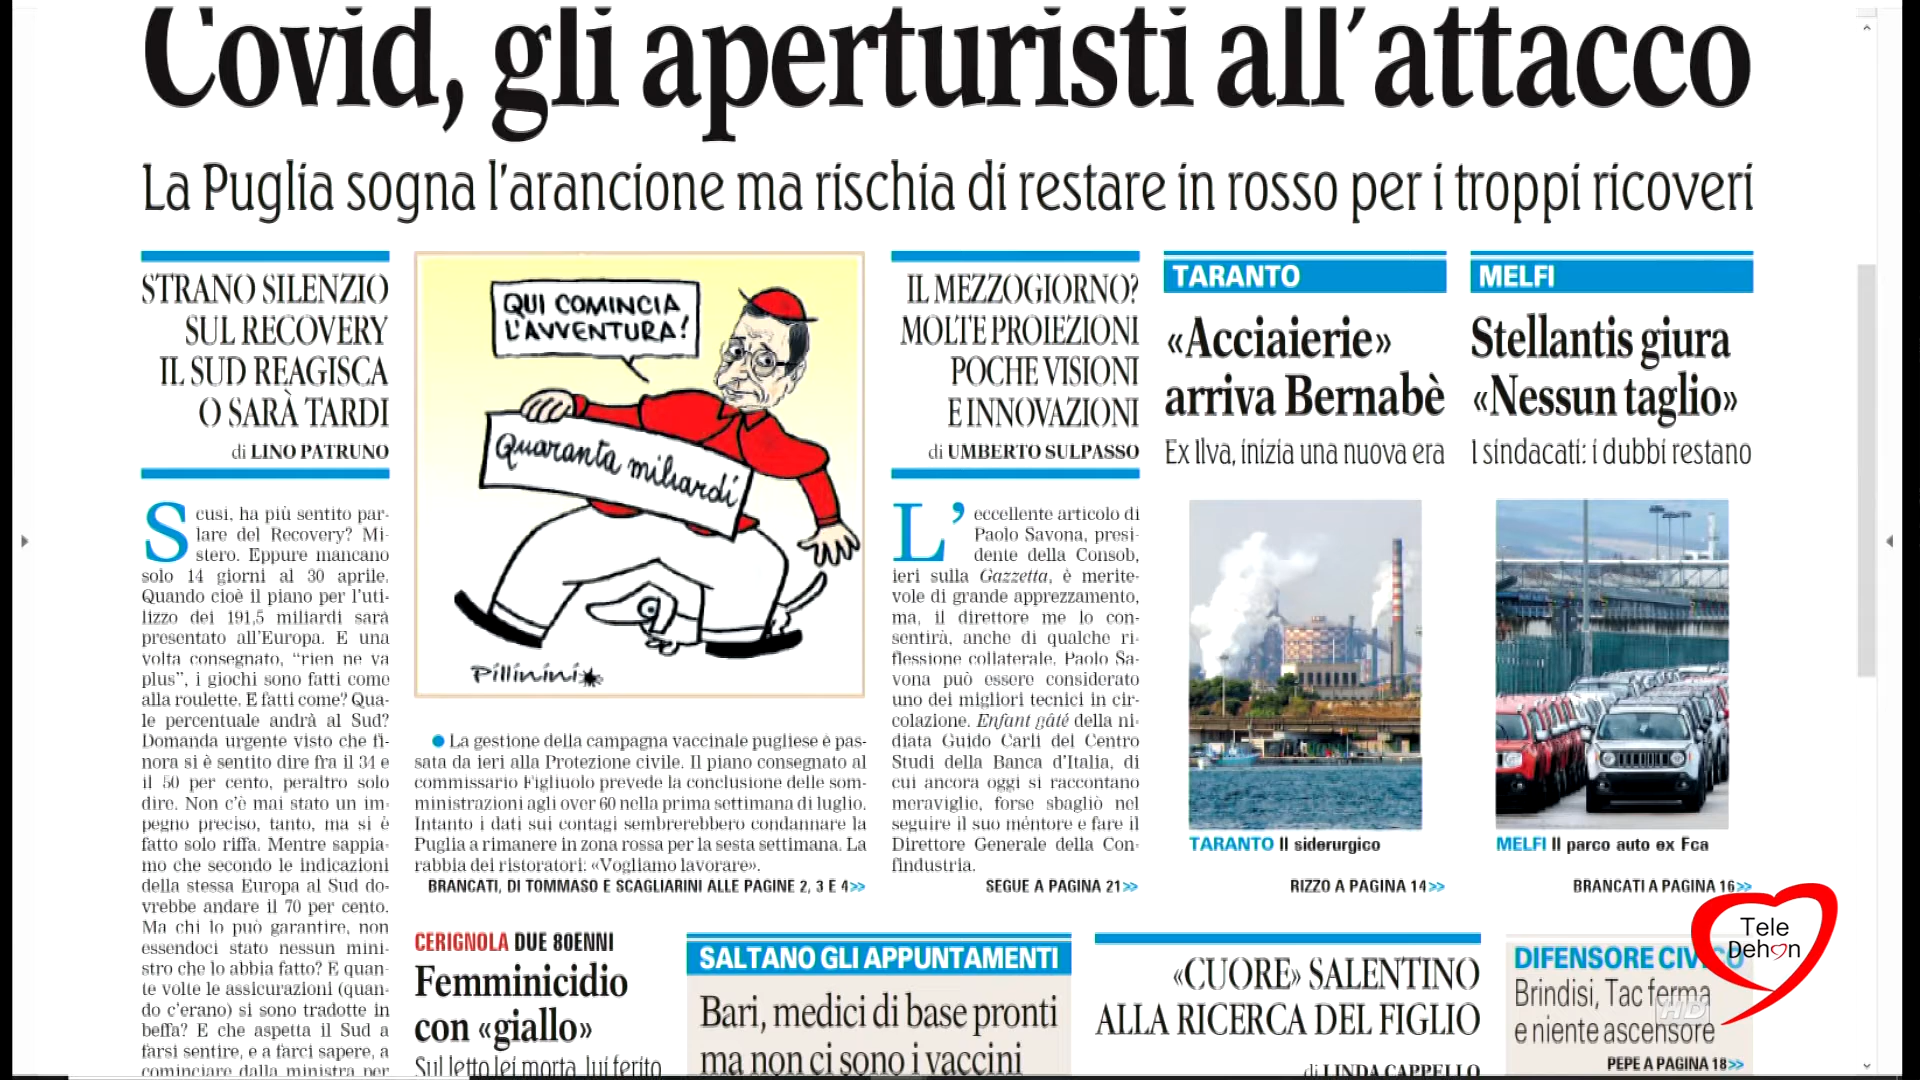 Covid, gli aperturisti all'attacco
La Puglia sogna l'arancione ma rischia di restare in rosso per i troppi ricoveri
STRANO SILENZIO
SUL RECOVERY
IL SUD REAGISCA
O SARÀ TARDI
di LINO PATRUNO
Scusi, ha più sentito par-
lare del Recovery? Mi-
stero. Eppure mancano
solo 14 giorni al 30 aprile.
Quando cioè il piano per l'uti-
lizzo dei 191,5 miliardi sarà
presentato all'Europa. E una
volta consegnato, "rien ne va
plus", i giochi sono fatti come
alla roulette. E fatti come? Qua-
le percentuale andrà al Sud?
Domanda urgente visto che fi-
nora si è sentito dire fra il 34 e
il 50 per cento, peraltro solo
dire. Non c'è mai stato un im-
pegno preciso, tanto, ma si è
fatto solo riffa. Mentre sappia-
mo che secondo le indicazioni
della stessa Europa al Sud do-
vrebbe andare il 70 per cento.
Ma chi lo può garantire, non
essendoci stato nessun mini-
stro che lo abbia fatto? E quan-
te volte le assicurazioni (quan-
do c'erano) si sono tradotte in
beffa? E che aspetta il Sud a
farsi sentire, e a farci sapere, a
cominciare dalla ministra per
QUI COMINCIA
L'AVVENTURA!
Quaranta miliardi
Pillinini
● La gestione della campagna vaccinale pugliese è pas-
sata da ieri alla Protezione civile. Il piano consegnato al
commissario Figliuolo prevede la conclusione delle som-
ministrazioni agli over 60 nella prima settimana di luglio.
Intanto i dati sui contagi sembrerebbero condannare la
Puglia a rimanere in zona rossa per la sesta settimana. La
rabbia dei ristoratori: «Vogliamo lavorare».
BRANCATI, DI TOMMASO E SCAGLIARINI ALLE PAGINE 2, 3 E 4>>
IL MEZZOGIORNO?
MOLTE PROIEZIONI
POCHE VISIONI
E INNOVAZIONI
di UMBERTO SULPASSO
L'eccellente articolo di
Paolo Savona, presi-
dente della Consob,
ieri sulla Gazzetta, è merite-
vole di grande apprezzamento,
ma, il direttore me lo con-
sentirà, anche di qualche ri-
flessione collaterale. Paolo Sa-
vona può essere considerato
uno dei migliori tecnici in cir-
colazione. Enfant gâté della ni-
diata Guido Carli del Centro
Studi della Banca d'Italia, di
cui ancora oggi si raccontano
meraviglie, forse sbagliò nel
seguire il suo méntore e fare il
Direttore Generale della Con-
findustria.
SEGUE A PAGINA 21>>
TARANTO
«Acciaierie»
arriva Bernabè
Ex Ilva, inizia una nuova era
TARANTO Il siderurgico
RIZZO A PAGINA 14>>
MELFI
Stellantis giura
«Nessun taglio»
I sindacati: i dubbi restano
MELFI Il parco auto ex Fca
BRANCATI A PAGINA 16>>
CERIGNOLA DUE 80ENNI
Femminicidio
con «giallo»
Sul letto lei morta, lui ferito
SALTANO GLI APPUNTAMENTI
Bari, medici di base pronti
ma non ci sono i vaccini
«CUORE» SALENTINO
ALLA RICERCA DEL FIGLIO
di LINDA CAPPELLO
DIFENSORE CIVICO
Brindisi, Tac ferma
e niente ascensore
PEPE A PAGINA 18>>
Tele
Dehon
HD